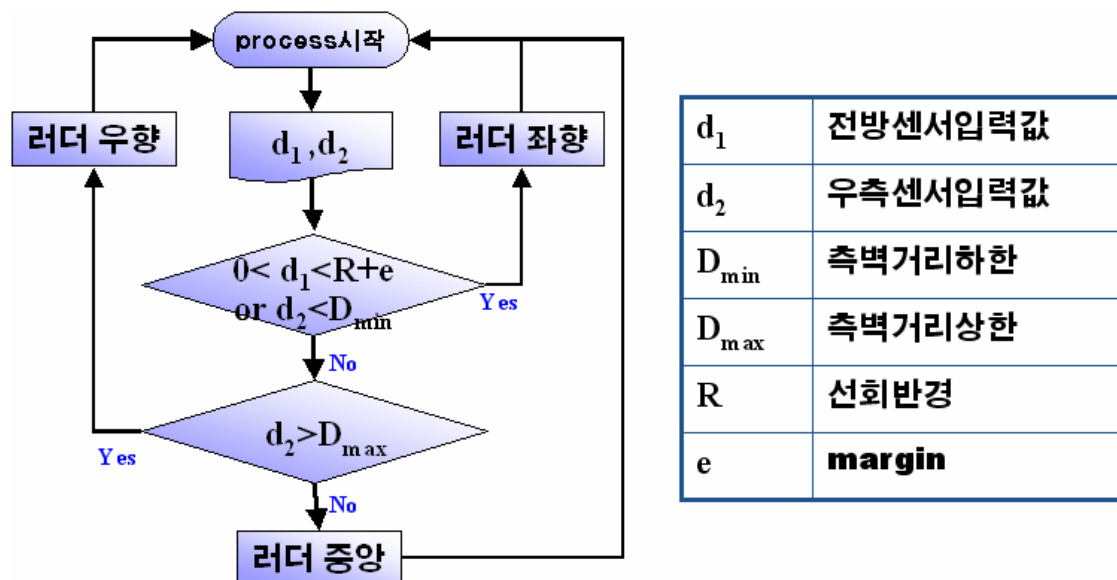 process시작
러더 우향
d₁ ,d₂
러더 좌향
0< d₁<R+e
or d₂<Dmin
Yes
No
d₂>Dmax
Yes
No
러더 중앙
d₁ 전방센서입력값
d₂ 우측센서입력값
Dmin 측벽거리하한
Dmax 측벽거리상한
R 선회반경
e margin